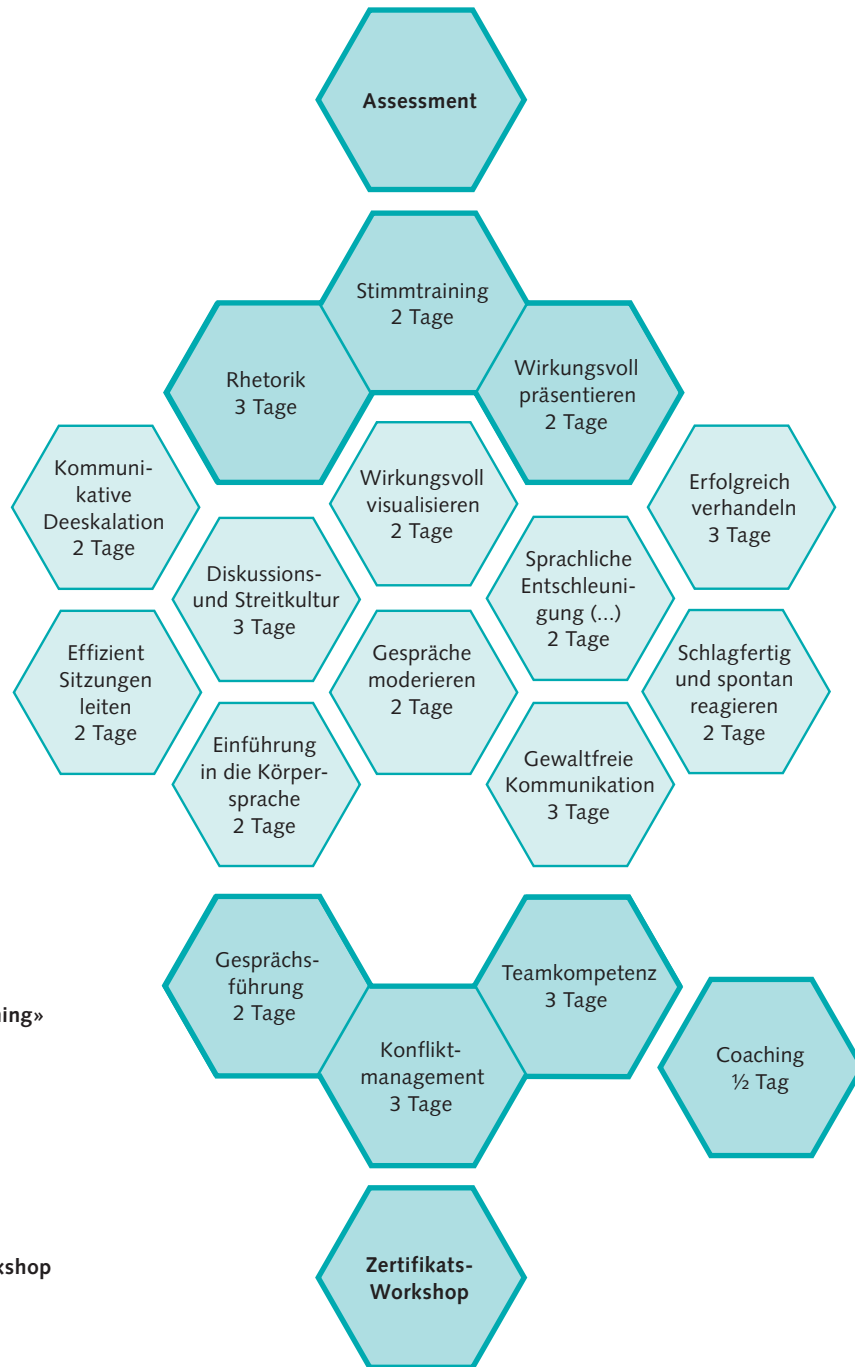 Assessment
Stimmtraining
2 Tage
Rhetorik
3 Tage
Wirkungsvoll
präsentieren
2 Tage
Kommuni-
kative
Deeskalation
2 Tage
Wirkungsvoll
visualisieren
2 Tage
Erfolgreich
verhandeln
3 Tage
Diskussions-
und Streitkultur
3 Tage
Sprachliche
Entschleuni-
gung (...)
2 Tage
Effizient
Sitzungen
leiten
2 Tage
Gespräche
moderieren
2 Tage
Schlagfertig
und spontan
reagieren
2 Tage
Einführung
in die Körper-
sprache
2 Tage
Gewaltfreie
Kommunikation
3 Tage
Gesprächs-
führung
2 Tage
Teamkompetenz
3 Tage
ning»
Konflikt-
management
3 Tage
Coaching
½ Tag
kshop
Zertifikats-
Workshop